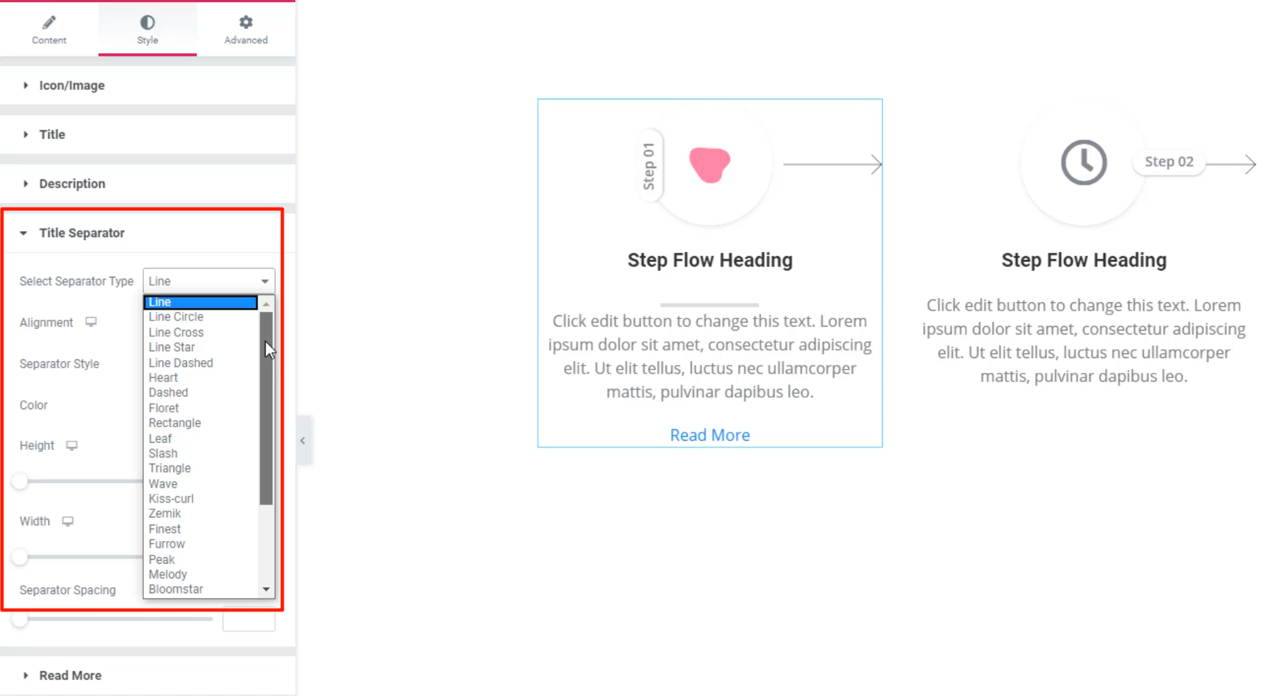 Content
Style
Advanced
Icon/Image
Title
Description
Title Separator
Select Separator Type
Line
Line
Line Circle
Line Cross
Line Star
Line Dashed
Heart
Dashed
Floret
Rectangle
Leaf
Slash
Triangle
Wave
Kiss-curl
Zemik
Finest
Furrow
Peak
Melody
Bloomstar
Alignment
Separator Style
Color
Height
Width
Separator Spacing
Read More
Step 01
Step Flow Heading
Click edit button to change this text. Lorem
ipsum dolor sit amet, consectetur adipiscing
elit. Ut elit tellus, luctus nec ullamcorper
mattis, pulvinar dapibus leo.
Read More
Step 02
Step Flow Heading
Click edit button to change this text. Lorem
ipsum dolor sit amet, consectetur adipiscing
elit. Ut elit tellus, luctus nec ullamcorper
mattis, pulvinar dapibus leo.